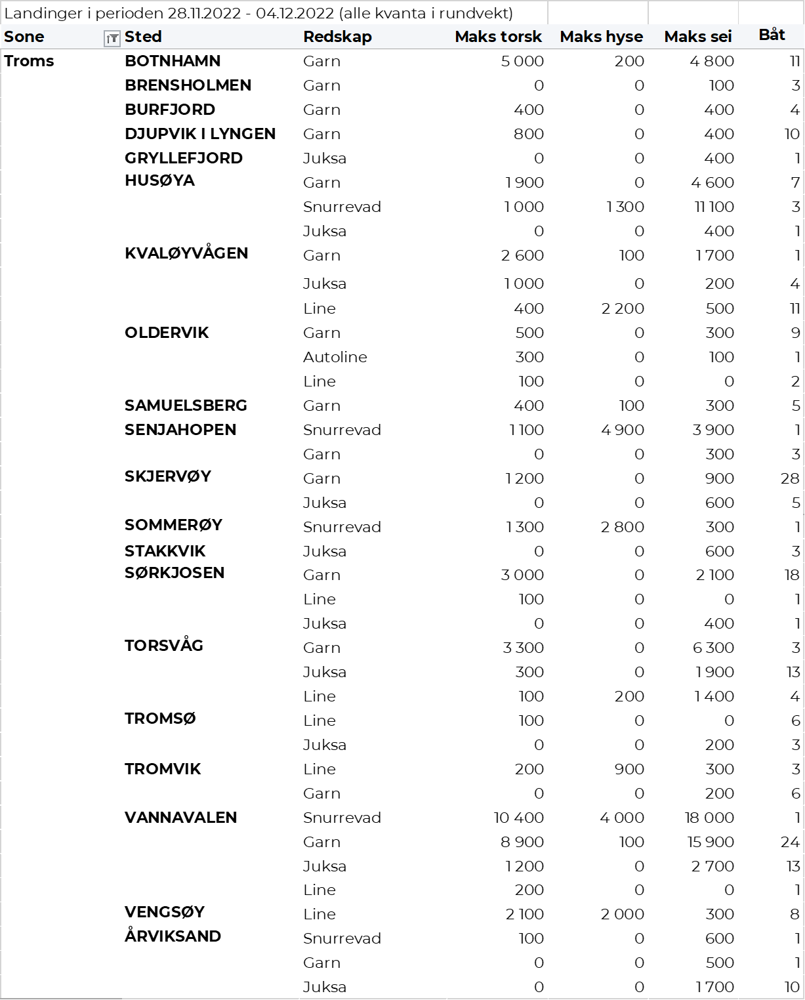 Landinger i perioden 28.11.2022 - 04.12.2022 (alle kvanta i rundvekt)
Sone Sted Redskap Maks torsk Maks hyse Maks sei Båt
Troms BOTNHAMN Garn 5 000 200 4 800 11
BRENSHOLMEN Garn 0 0 100 3
BURFJORD Garn 400 0 400 4
DJUPVIK I LYNGEN Garn 800 0 400 10
GRYLLEFJORD Juksa 0 0 400 1
HUSØYA Garn 1 900 0 4 600 7
Snurrevad 1 000 1 300 11 100 3
Juksa 0 0 400 1
KVALØYVÅGEN Garn 2 600 100 1 700 1
Juksa 1 000 0 200 4
Line 400 2 200 500 11
OLDERVIK Garn 500 0 300 9
Autoline 300 0 100 1
Line 100 0 0 2
SAMUELSBERG Garn 400 100 300 5
SENJAHOPEN Snurrevad 1 100 4 900 3 900 1
Garn 0 0 300 3
SKJERVØY Garn 1 200 0 900 28
Juksa 0 0 600 5
SOMMERØY Snurrevad 1 300 2 800 300 1
STAKKVIK Juksa 0 0 600 3
SØRKJOSEN Garn 3 000 0 2 100 18
Line 100 0 0 1
Juksa 0 0 400 1
TORSVÅG Garn 3 300 0 6 300 3
Juksa 300 0 1 900 13
Line 100 200 1 400 4
TROMSØ Line 100 0 0 6
Juksa 0 0 200 3
TROMVIK Line 200 900 300 3
Garn 0 0 200 6
VANNAVALEN Snurrevad 10 400 4 000 18 000 1
Garn 8 900 100 15 900 24
Juksa 1 200 0 2 700 13
Line 200 0 0 1
VENGSØY Line 2 100 2 000 300 8
ÅRVIKSAND Snurrevad 100 0 600 1
Garn 0 0 500 1
Juksa 0 0 1 700 10